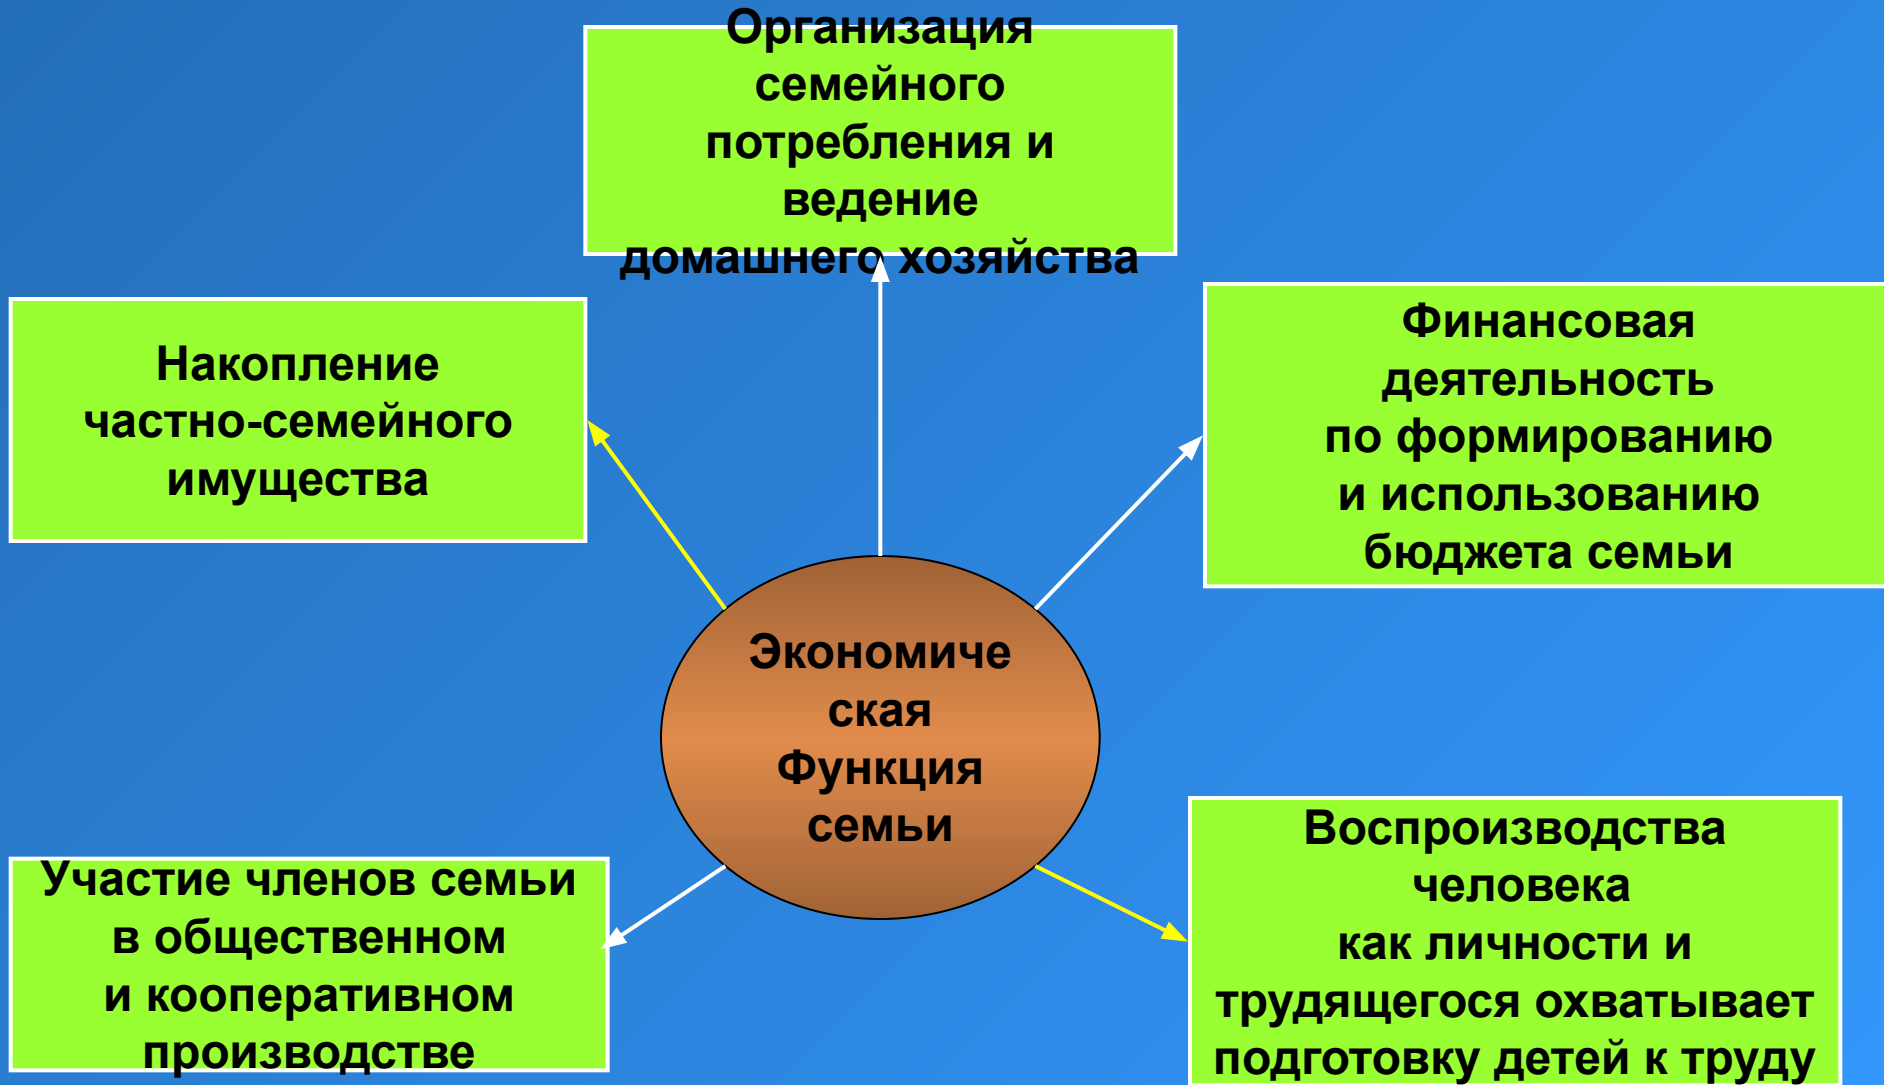 Организация
семейного
потребления и
ведение
домашнего хозяйства
Накопление
частно-семейного
имущества
Финансовая
деятельность
по формированию
и использованию
бюджета семьи
Экономиче
ская
Функция
семьи
Участие членов семьи
в общественном
и кооперативном
производстве
Воспроизводства
человека
как личности и
трудящегося охватывает
подготовку детей к труду